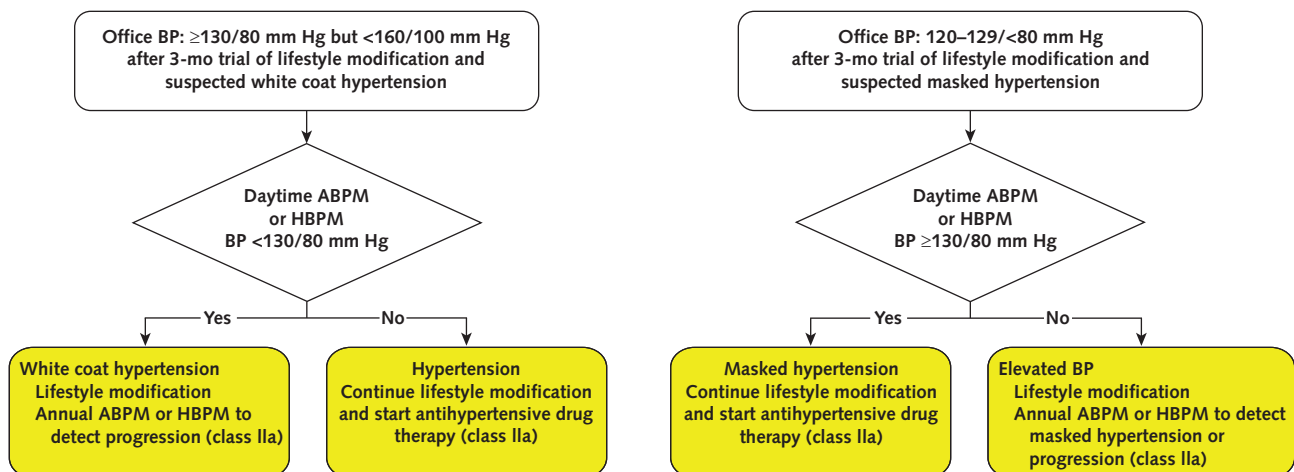 Office BP: ≥130/80 mm Hg but <160/100 mm Hg
after 3-mo trial of lifestyle modification and
suspected white coat hypertension
Daytime ABPM
or HBPM
BP <130/80 mm Hg
Yes
No
White coat hypertension
Lifestyle modification
Annual ABPM or HBPM to
detect progression (class lla)
Hypertension
Continue lifestyle modification
and start antihypertensive drug
therapy (class lla)
Office BP: 120–129/<80 mm Hg
after 3-mo trial of lifestyle modification and
suspected masked hypertension
Daytime ABPM
or HBPM
BP ≥130/80 mm Hg
Yes
No
Masked hypertension
Continue lifestyle modification
and start antihypertensive drug
therapy (class lla)
Elevated BP
Lifestyle modification
Annual ABPM or HBPM to detect
masked hypertension or
progression (class lla)